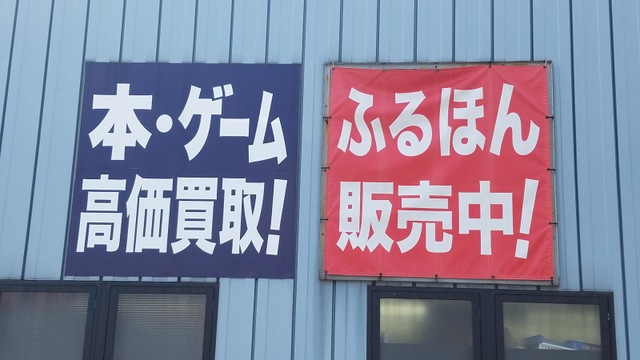 本・ゲーム
高価買取!
ふるほん
販売中!